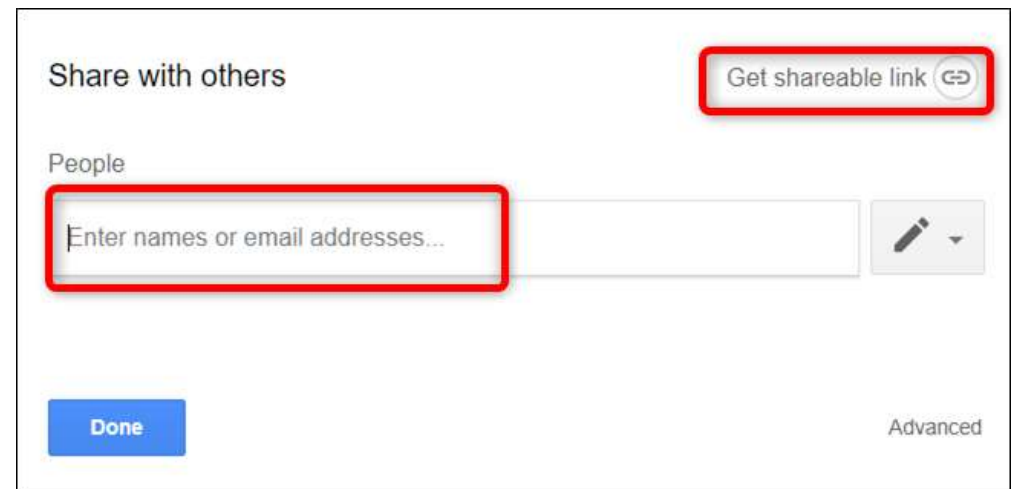 Share with others
Get shareable link
People
Enter names or email addresses...
Done
Advanced